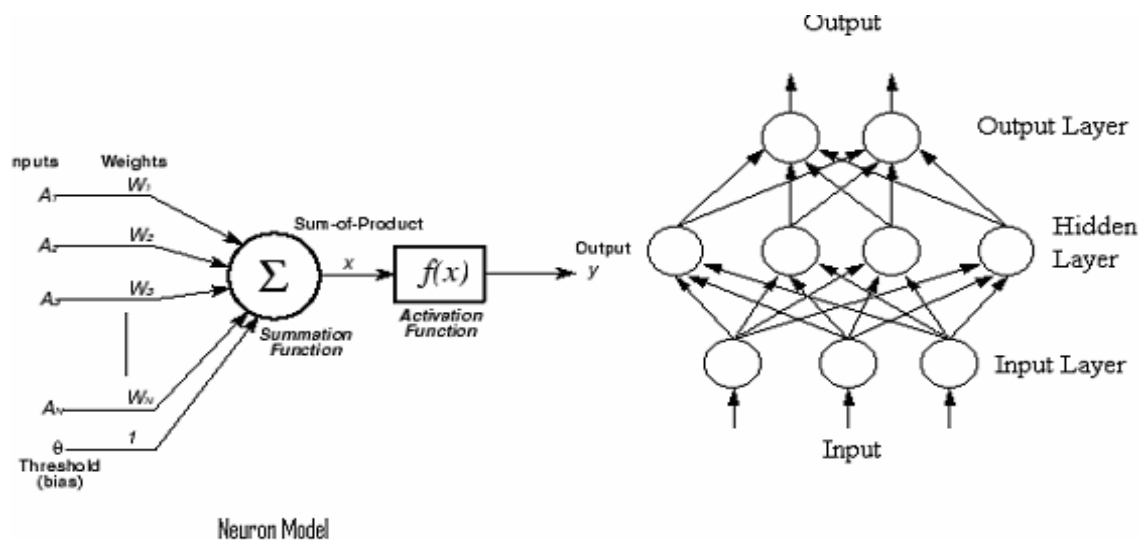 nputs Weights
A₁ W₁
A₂ W₂
A₃ W₃
Aₙ Wₙ
θ 1
Threshold
(bias)
Sum-of-Product
Σ
Summation
Function
x
f(x)
Activation
Function
Output
y
Neuron Model
Output
Output Layer
Hidden
Layer
Input Layer
Input